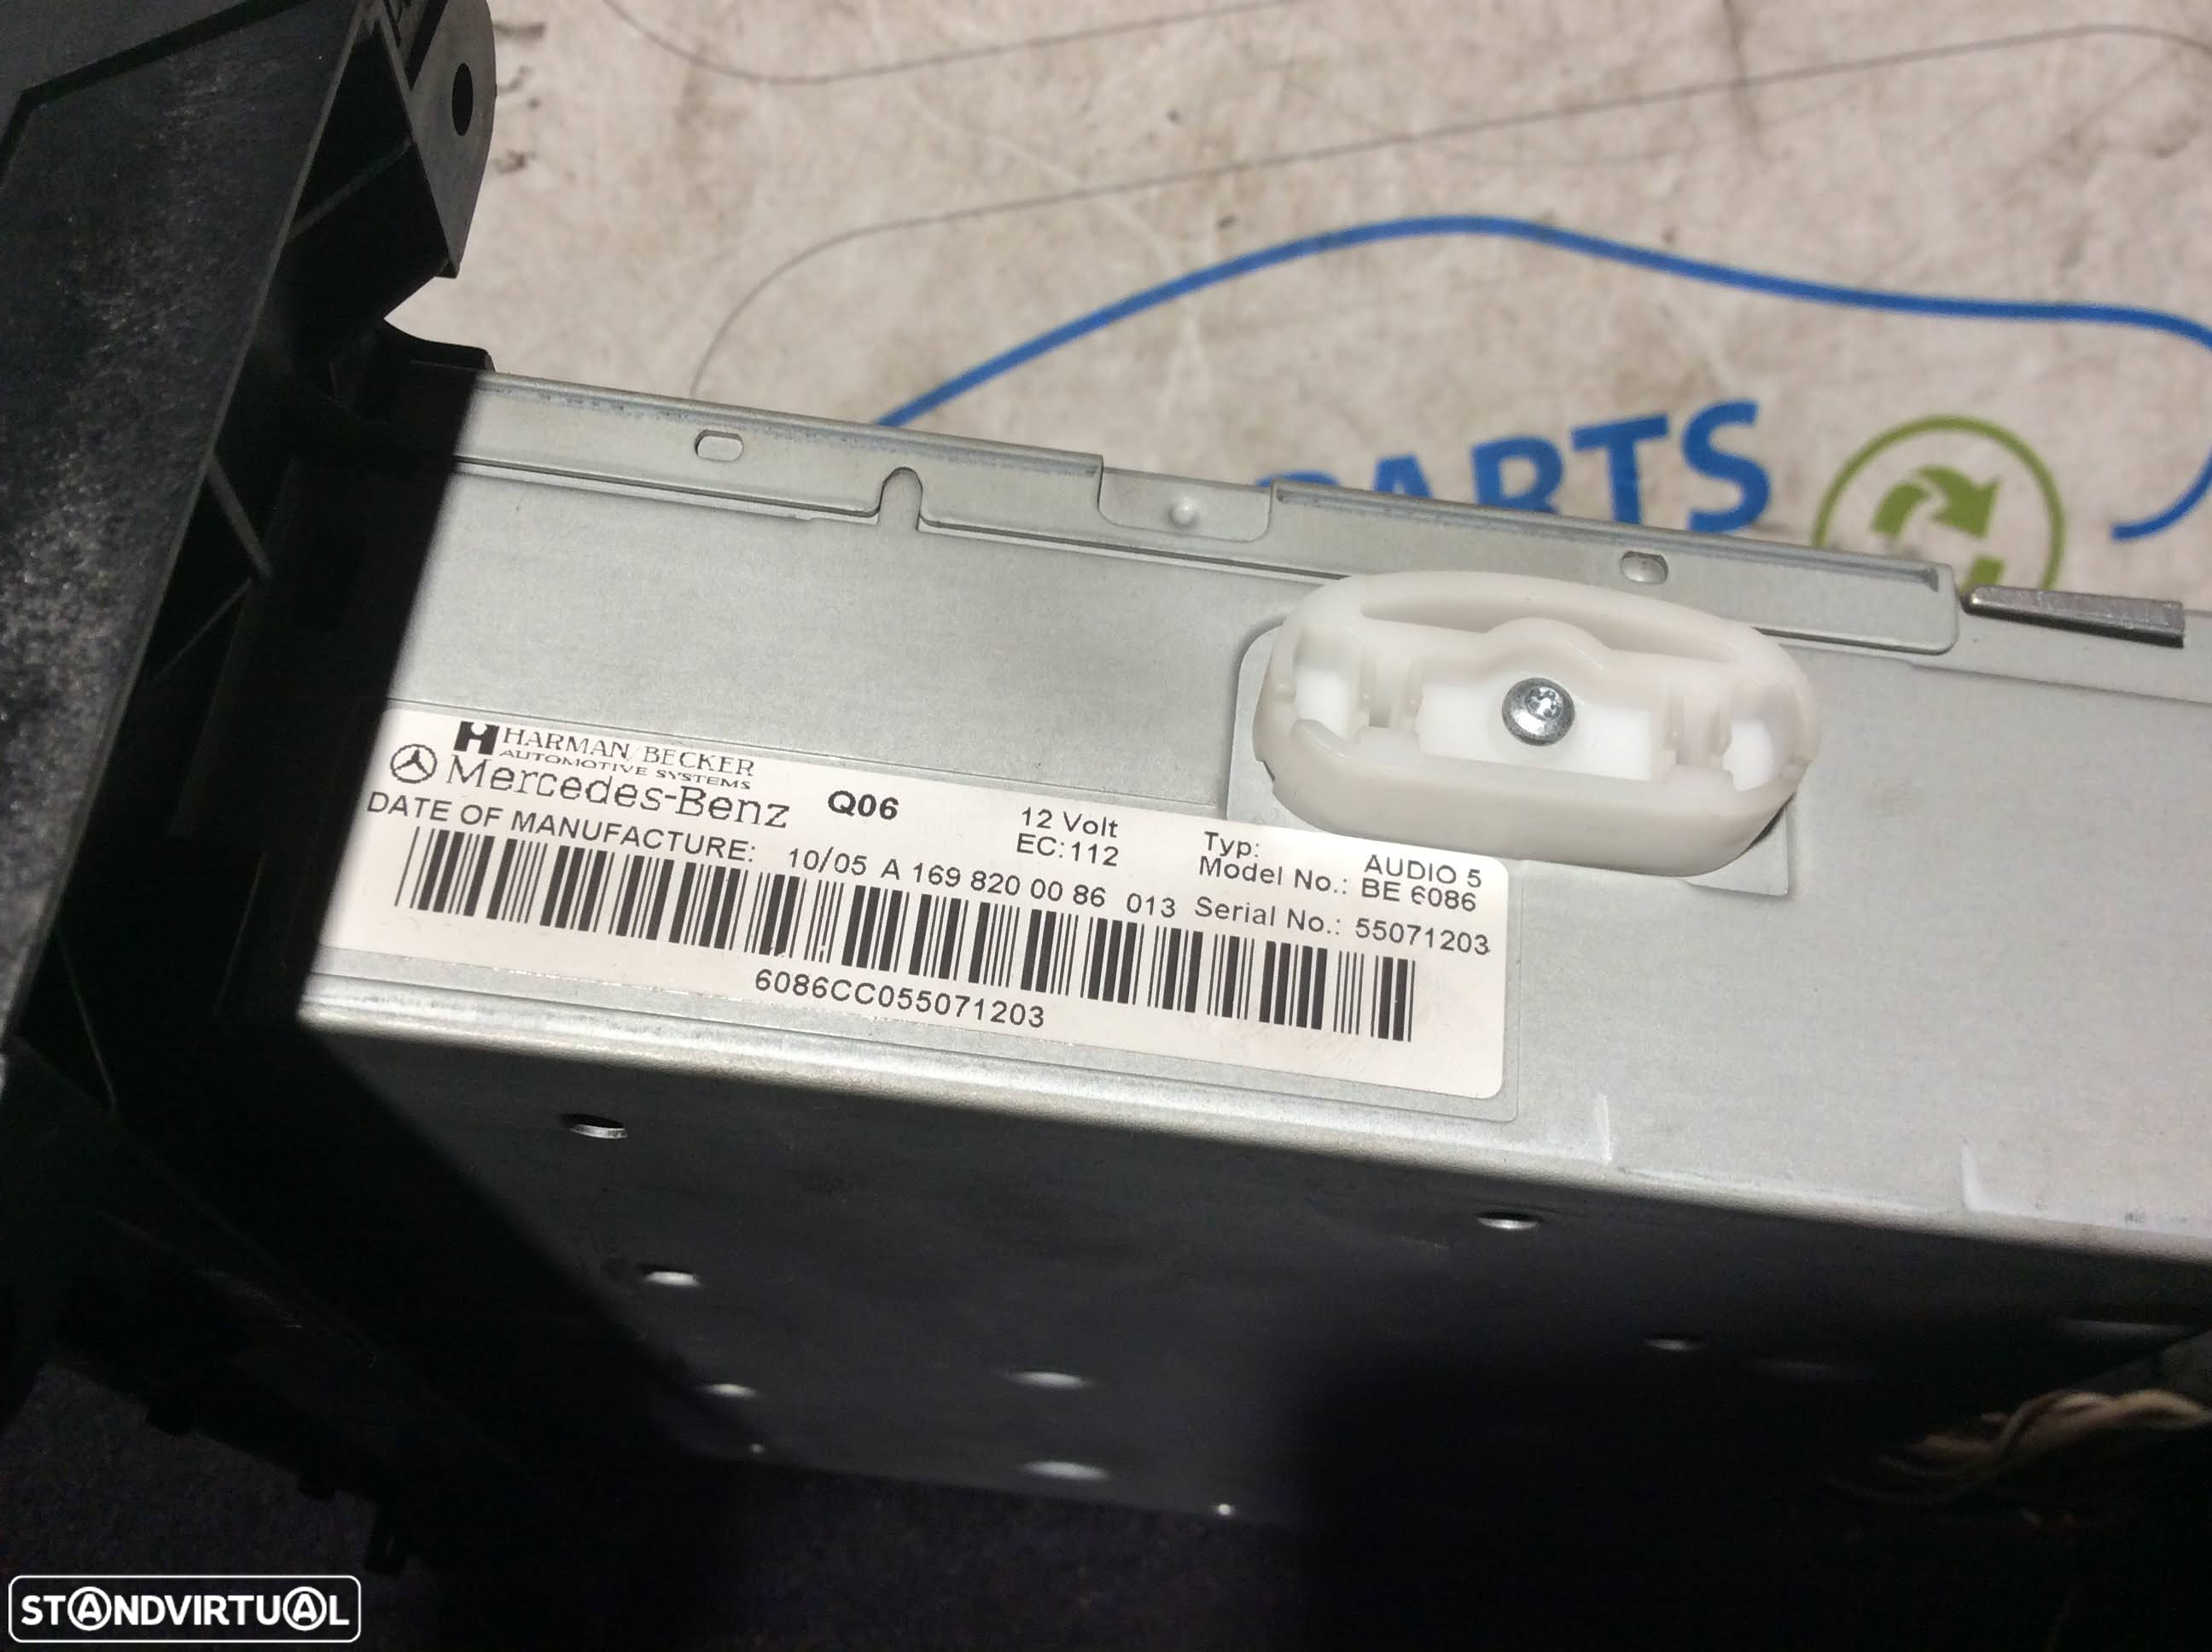 PARTS
HARMAN/BECKER
AUTOMOTIVE SYSTEMS
Mercedes-Benz Q06
12 Volt
EC:112
Typ: AUDIO 5
Model No.: BE 6086
DATE OF MANUFACTURE: 10/05 A 169 820 00 86 013 Serial No.: 55071203
6086CC055071203
STANDVIRTUAL